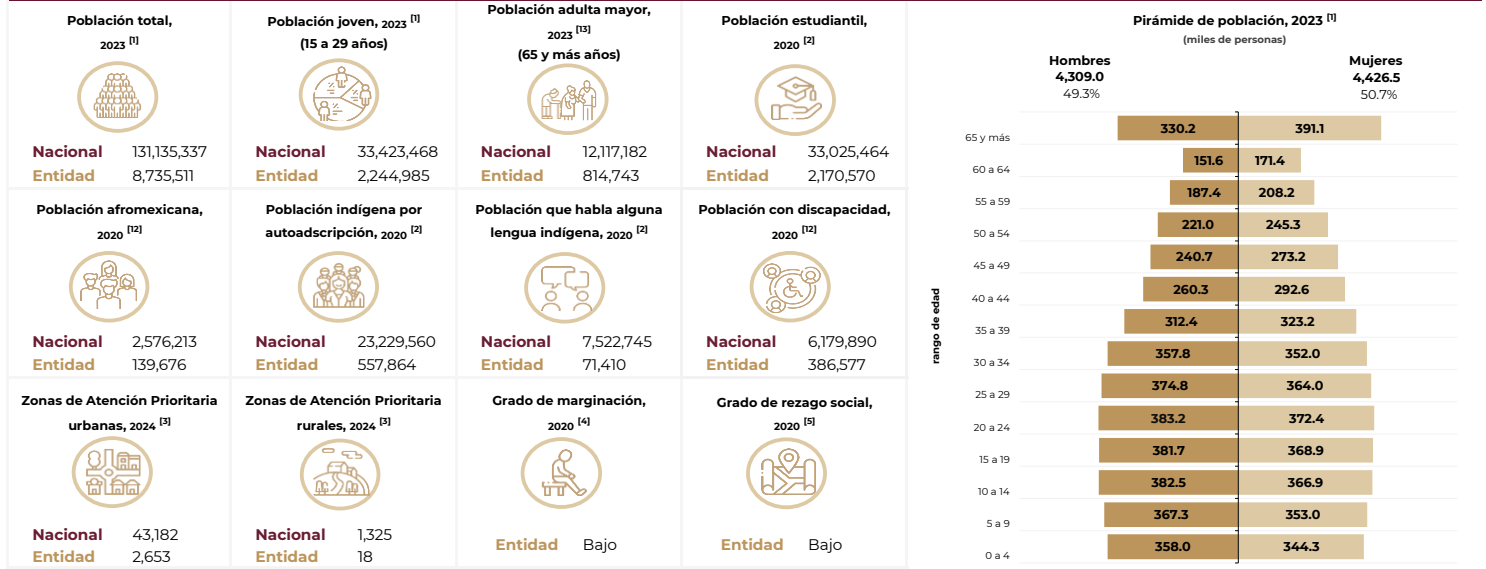 Población total,
2023 [1]
Nacional 131,135,337
Entidad 8,735,511
Población joven, 2023 [1]
(15 a 29 años)
Nacional 33,423,468
Entidad 2,244,985
Población adulta mayor,
2023 [13]
(65 y más años)
Nacional 12,117,182
Entidad 814,743
Población estudiantil,
2020 [2]
Nacional 33,025,464
Entidad 2,170,570
Población afromexicana,
2020 [12]
Nacional 2,576,213
Entidad 139,676
Población indígena por
autoadscripción, 2020 [2]
Nacional 23,229,560
Entidad 557,864
Población que habla alguna
lengua indígena, 2020 [2]
Nacional 7,522,745
Entidad 71,410
Población con discapacidad,
2020 [12]
Nacional 6,179,890
Entidad 386,577
Zonas de Atención Prioritaria
urbanas, 2024 [3]
Nacional 43,182
Entidad 2,653
Zonas de Atención Prioritaria
rurales, 2024 [3]
Nacional 1,325
Entidad 18
Grado de marginación,
2020 [4]
Entidad Bajo
Grado de rezago social,
2020 [5]
Entidad Bajo
Pirámide de población, 2023 [1]
(miles de personas)
Hombres
4,309.0
49.3%
Mujeres
4,426.5
50.7%
rango de edad
65 y más 330.2 391.1
60 a 64 151.6 171.4
55 a 59 187.4 208.2
50 a 54 221.0 245.3
45 a 49 240.7 273.2
40 a 44 260.3 292.6
35 a 39 312.4 323.2
30 a 34 357.8 352.0
25 a 29 374.8 364.0
20 a 24 383.2 372.4
15 a 19 381.7 368.9
10 a 14 382.5 366.9
5 a 9 367.3 353.0
0 a 4 358.0 344.3